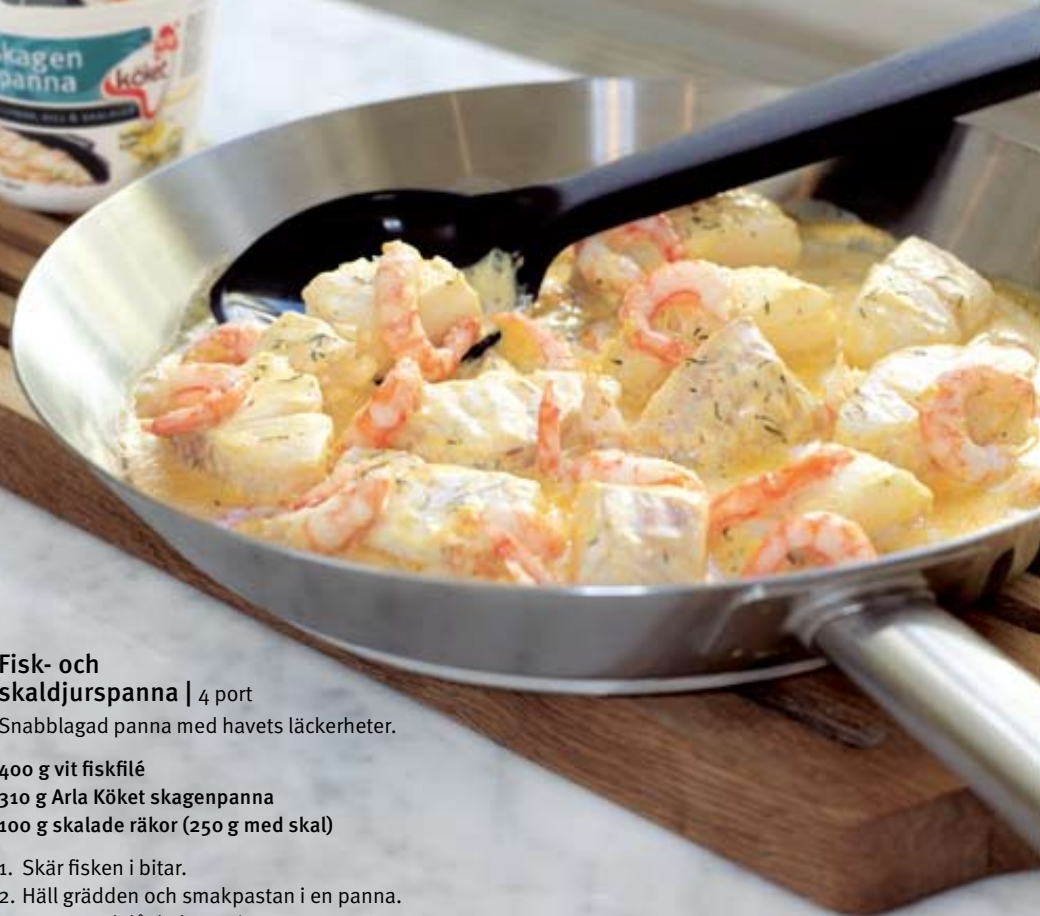 kagen
panna
köket
Fisk- och
skaldjurspanna | 4 port
Snabblagad panna med havets läckerheter.
400 g vit fiskfilé
310 g Arla Köket skagenpanna
100 g skalade räkor (250 g med skal)
1. Skär fisken i bitar.
2. Häll grädden och smakpastan i en panna.